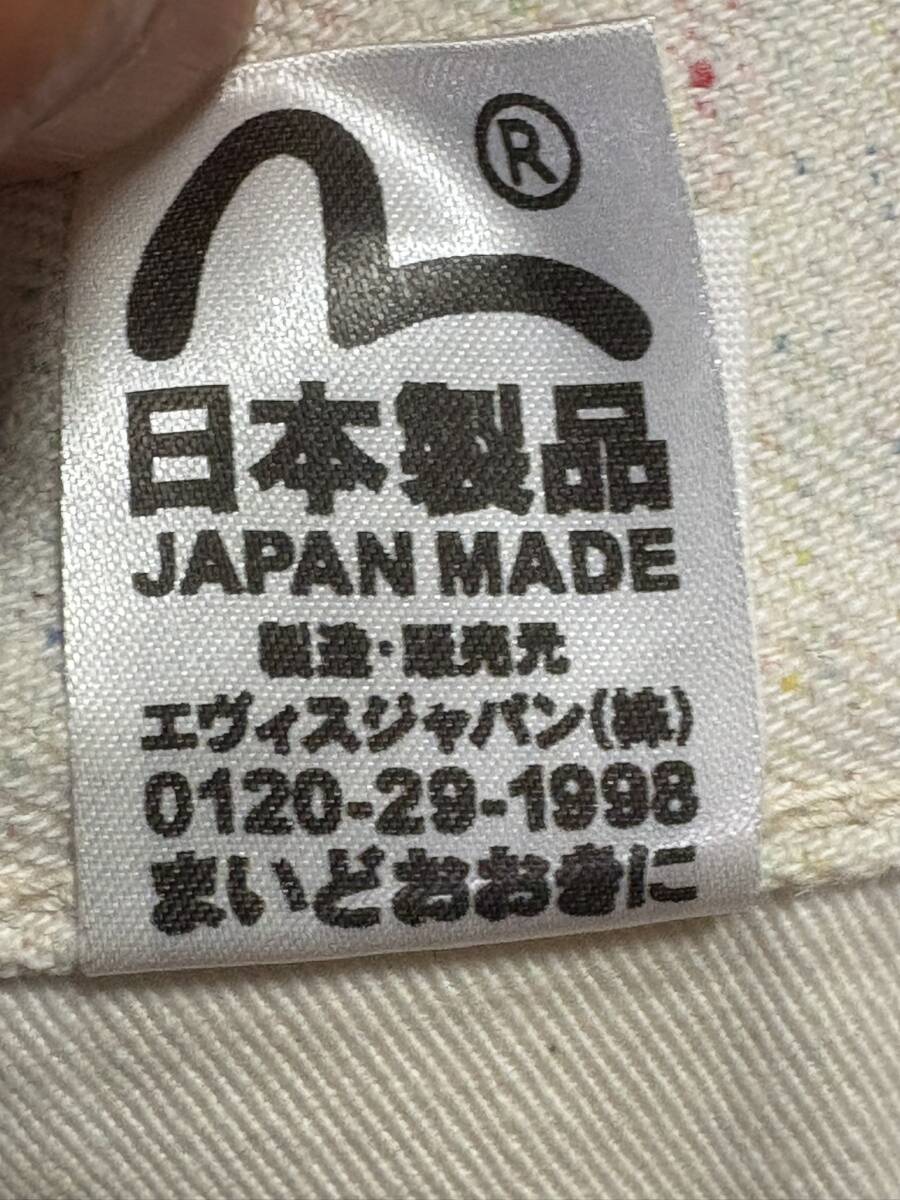 ®
日本製品
JAPAN MADE
製造・販売元
エヴィスジャパン(株)
0120-29-1998
まいどおおきに